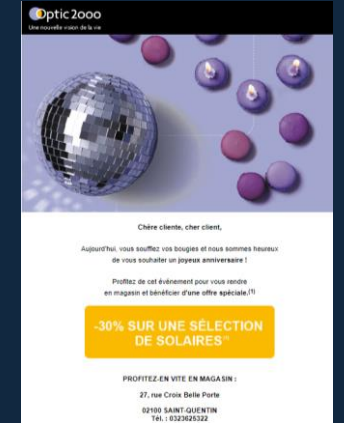 Optic 2ooo
Une nouvelle vision de la vie
Chère cliente, cher client,
Aujourd'hui, vous soufflez vos bougies et nous sommes heureux
de vous souhaiter un joyeux anniversaire !
Profitez de cet événement pour vous rendre
en magasin et bénéficier d'une offre spéciale.(1)
-30% SUR UNE SÉLECTION
DE SOLAIRES(1)
PROFITEZ-EN VITE EN MAGASIN :
27, rue Croix Belle Porte
02100 SAINT-QUENTIN
Tél. : 0323625322